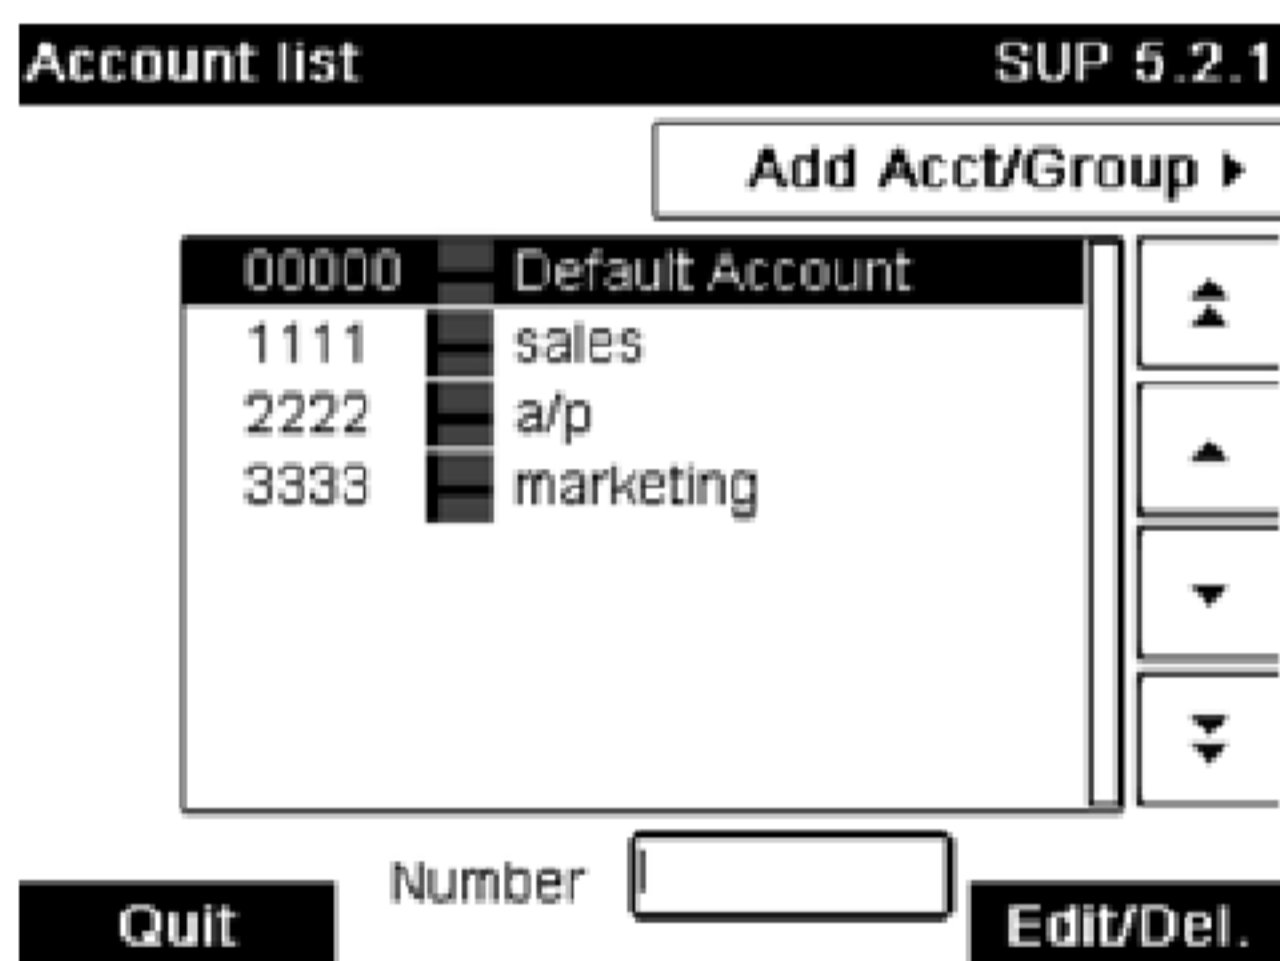 Account list SUP 5.2.1
Add Acct/Group ▸
00000 Default Account
1111 sales
2222 a/p
3333 marketing
Number
Quit Edit/Del.